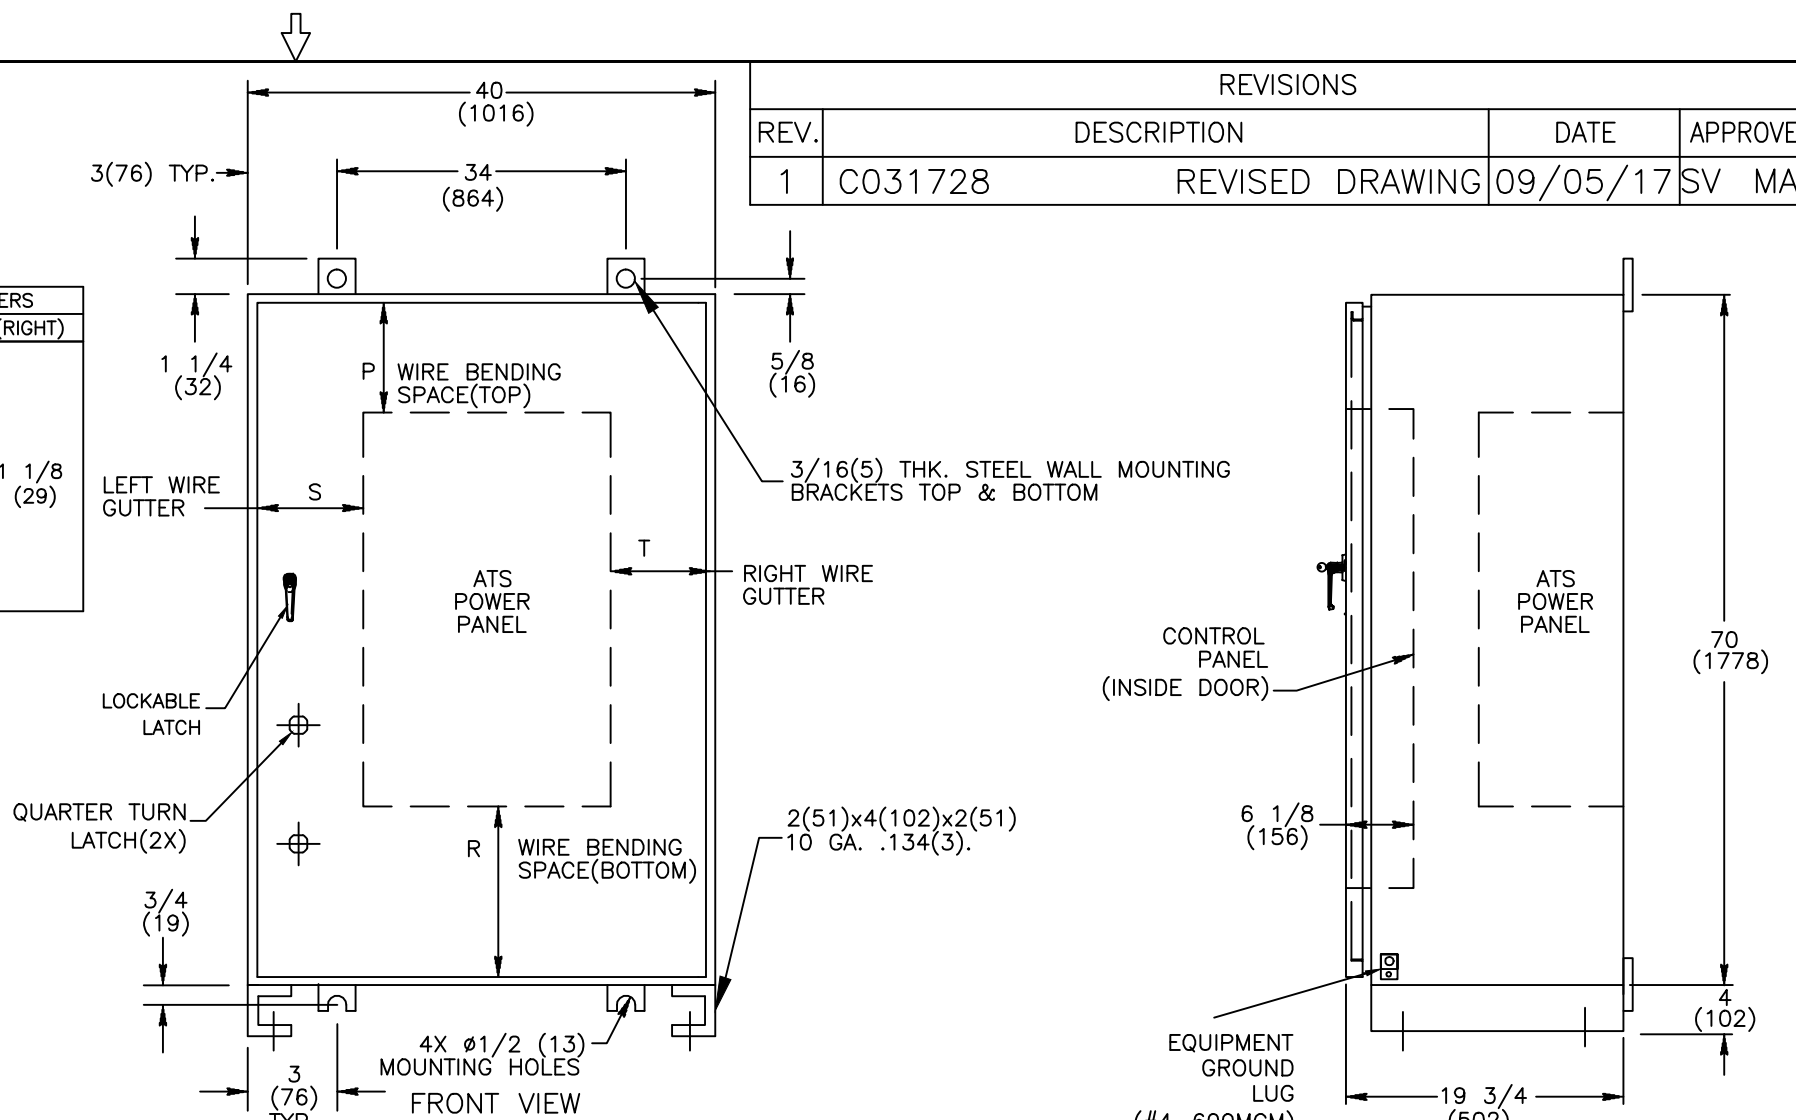 REVISIONS
REV. DESCRIPTION DATE APPROVE
1 C031728 REVISED DRAWING 09/05/17 SV MA
40
(1016)
3(76) TYP.
34
(864)
ERS
(RIGHT)
1 1/8
(29)
1 1/4
(32)
P WIRE BENDING
SPACE(TOP)
5/8
(16)
3/16(5) THK. STEEL WALL MOUNTING
BRACKETS TOP & BOTTOM
LEFT WIRE
GUTTER
S
T
RIGHT WIRE
GUTTER
ATS
POWER
PANEL
LOCKABLE
LATCH
QUARTER TURN
LATCH(2X)
R WIRE BENDING
SPACE(BOTTOM)
2(51)x4(102)x2(51)
10 GA. .134(3).
3/4
(19)
4X ø1/2 (13)
MOUNTING HOLES
3
(76)
TYP.
FRONT VIEW
ATS
POWER
PANEL
CONTROL
PANEL
(INSIDE DOOR)
70
(1778)
6 1/8
(156)
4
(102)
EQUIPMENT
GROUND
LUG
(#4-600MCM)
19 3/4
(502)